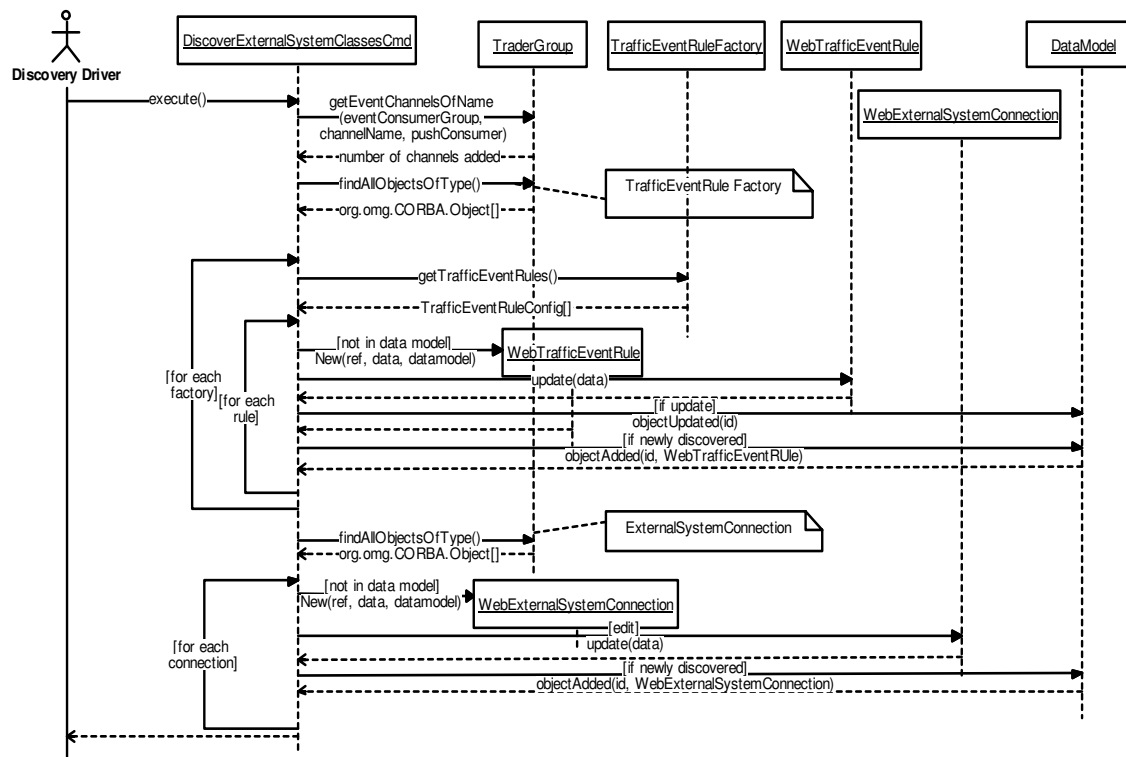 DiscoverExternalSystemClassesCmd
TraderGroup
TrafficEventRuleFactory
WebTrafficEventRule
DataModel
Discovery Driver
execute()
getEventChannelsOfName
(eventConsumerGroup,
channelName, pushConsumer)
WebExternalSystemConnection
number of channels added
findAllObjectsOfType()
TrafficEventRule Factory
org.omg.CORBA.Object[]
getTrafficEventRules()
TrafficEventRuleConfig[]
[not in data model]
New(ref, data, datamodel)
WebTrafficEventRule
[for each
factory]
[for each
rule]
update(data)
[if update]
objectUpdated(id)
[if newly discovered]
objectAdded(id, WebTrafficEventRUle)
findAllObjectsOfType()
ExternalSystemConnection
org.omg.CORBA.Object[]
[not in data model]
New(ref, data, datamodel)
WebExternalSystemConnection
[for each
connection]
[edit]
update(data)
[if newly discovered]
objectAdded(id, WebExternalSystemConnection)